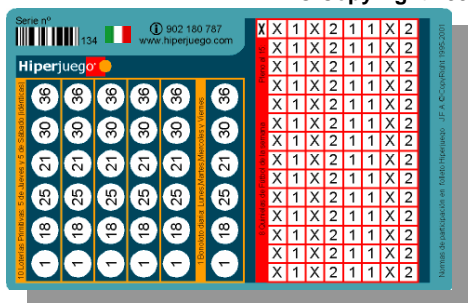 Serie nº
134
902 180 787
www.hiperjuego.com
Hiperjuego
10 Loterías Primitivas. 5 de Jueves y 5 de Sábado (idénticas)
36 36 36 36 36 36
30 30 30 30 30 30
21 21 21 21 21 21
25 25 25 25 25 25
18 18 18 18 18 18
1 1 1 1 1 1
1 Bonoloto diaria: Lunes,Martes,Miercoles y Viernes
Pleno al 15
6 Quinielas de Fútbol de la semana
X X 1 X 2 1 1 X 2
X 1 X 2 1 1 X 2
X 1 X 2 1 1 X 2
X 1 X 2 1 1 X 2
X 1 X 2 1 1 X 2
X 1 X 2 1 1 X 2
X 1 X 2 1 1 X 2
X 1 X 2 1 1 X 2
X 1 X 2 1 1 X 2
X 1 X 2 1 1 X 2
X 1 X 2 1 1 X 2
X 1 X 2 1 1 X 2
X 1 X 2 1 1 X 2
X 1 X 2 1 1 X 2
X 1 X 2 1 1 X 2
Normas de participación en folleto Hiperjuego J.F.A ©CopyRight 1995-2001